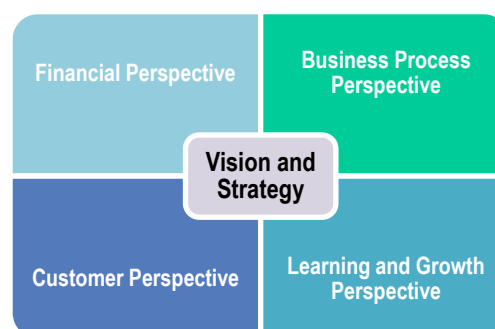 Financial Perspective
Business Process
Perspective
Vision and
Strategy
Customer Perspective
Learning and Growth
Perspective